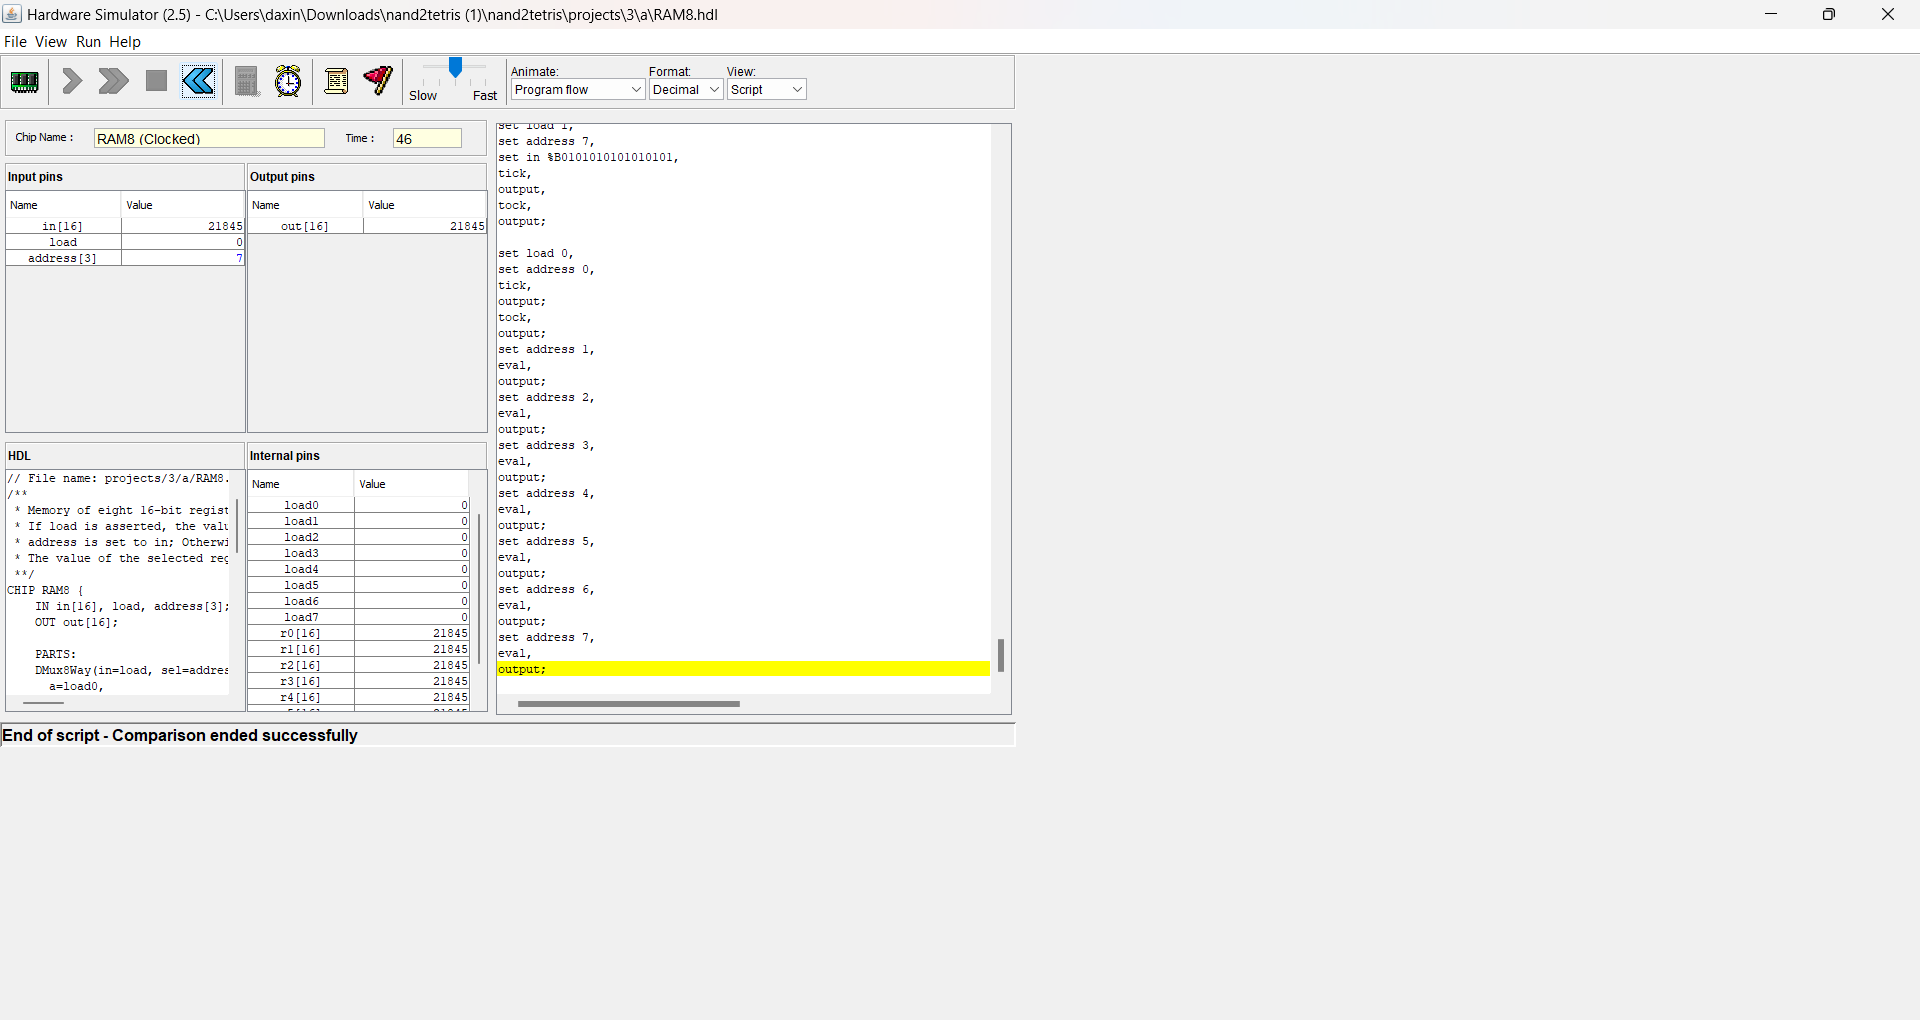 Hardware Simulator (2.5) - C:\Users\daxin\Downloads\nand2tetris (1)\nand2tetris\projects\3\a\RAM8.hdl
File View Run Help
Slow Fast
Animate: Format: View:
Program flow Decimal Script
Chip Name : RAM8 (Clocked) Time : 46
Input pins
Name Value
in[16] 21845
load 0
address[3] 7
Output pins
Name Value
out[16] 21845
HDL
// File name: projects/3/a/RAM8.
/**
* Memory of eight 16-bit regist
* If load is asserted, the valu
* address is set to in; Otherwi
* The value of the selected reg
**/
CHIP RAM8 {
IN in[16], load, address[3];
OUT out[16];
PARTS:
DMux8Way(in=load, sel=addres
a=load0,
Internal pins
Name Value
load0 0
load1 0
load2 0
load3 0
load4 0
load5 0
load6 0
load7 0
r0[16] 21845
r1[16] 21845
r2[16] 21845
r3[16] 21845
r4[16] 21845
set load 1,
set address 7,
set in %B0101010101010101,
tick,
output,
tock,
output;
set load 0,
set address 0,
tick,
output;
tock,
output;
set address 1,
eval,
output;
set address 2,
eval,
output;
set address 3,
eval,
output;
set address 4,
eval,
output;
set address 5,
eval,
output;
set address 6,
eval,
output;
set address 7,
eval,
output;
End of script - Comparison ended successfully